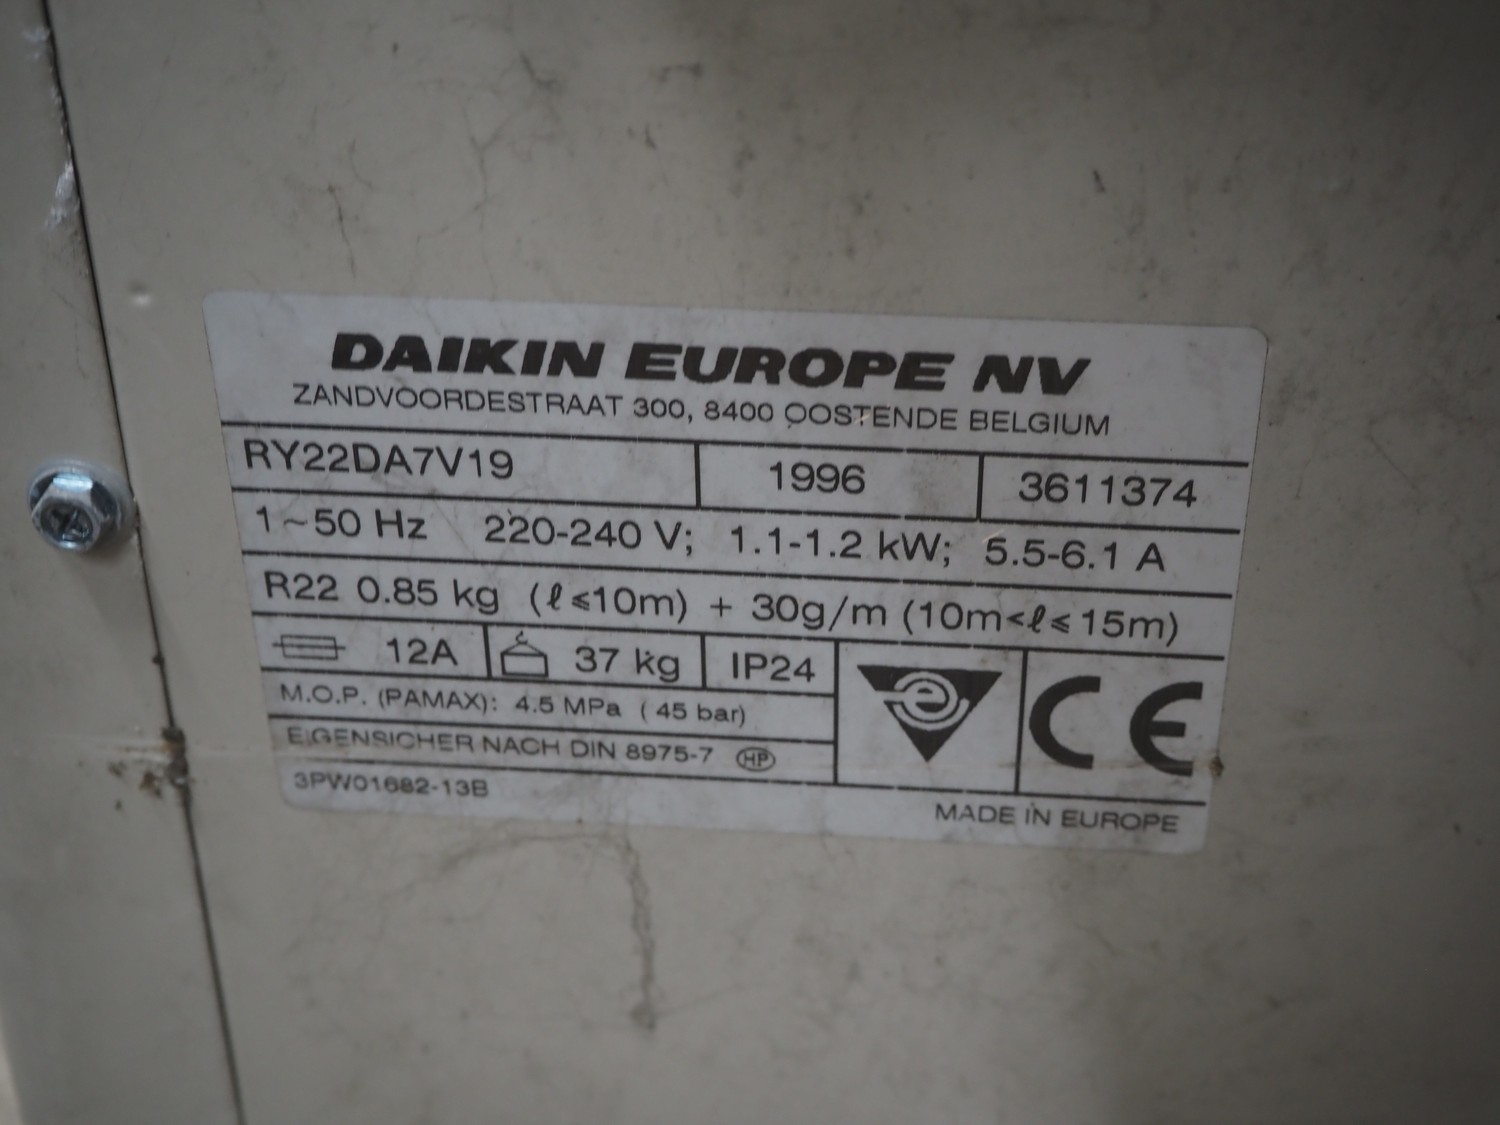 DAIKIN EUROPE NV
ZANDVOORDESTRAAT 300, 8400 OOSTENDE BELGIUM
RY22DA7V19 1996 3611374
1~50 Hz 220-240 V; 1.1-1.2 kW; 5.5-6.1 A
R22 0.85 kg (ℓ≤10m) + 30g/m (10m<ℓ≤15m)
12A 37 kg IP24
M.O.P. (PAMAX): 4.5 MPa (45 bar)
EIGENSICHER NACH DIN 8975-7 HP
e CE
3PW01682-13B
MADE IN EUROPE